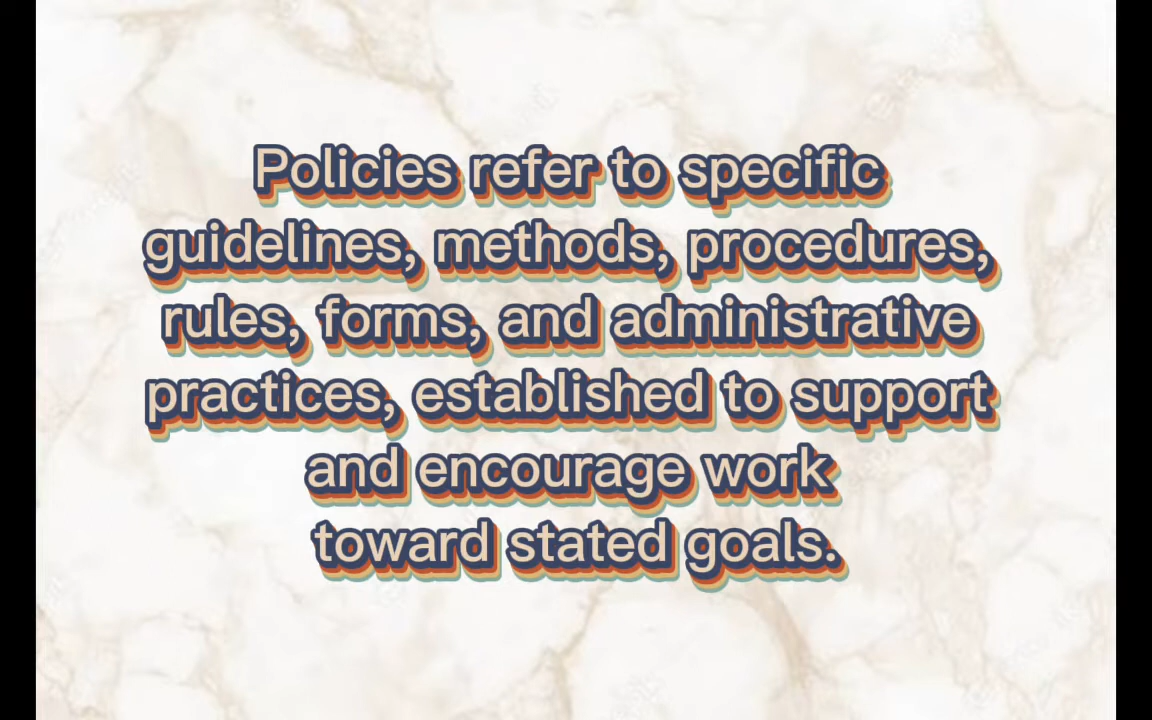 Policies refer to specific
guidelines, methods, procedures,
rules, forms, and administrative
practices, established to support
and encourage work
toward stated goals.